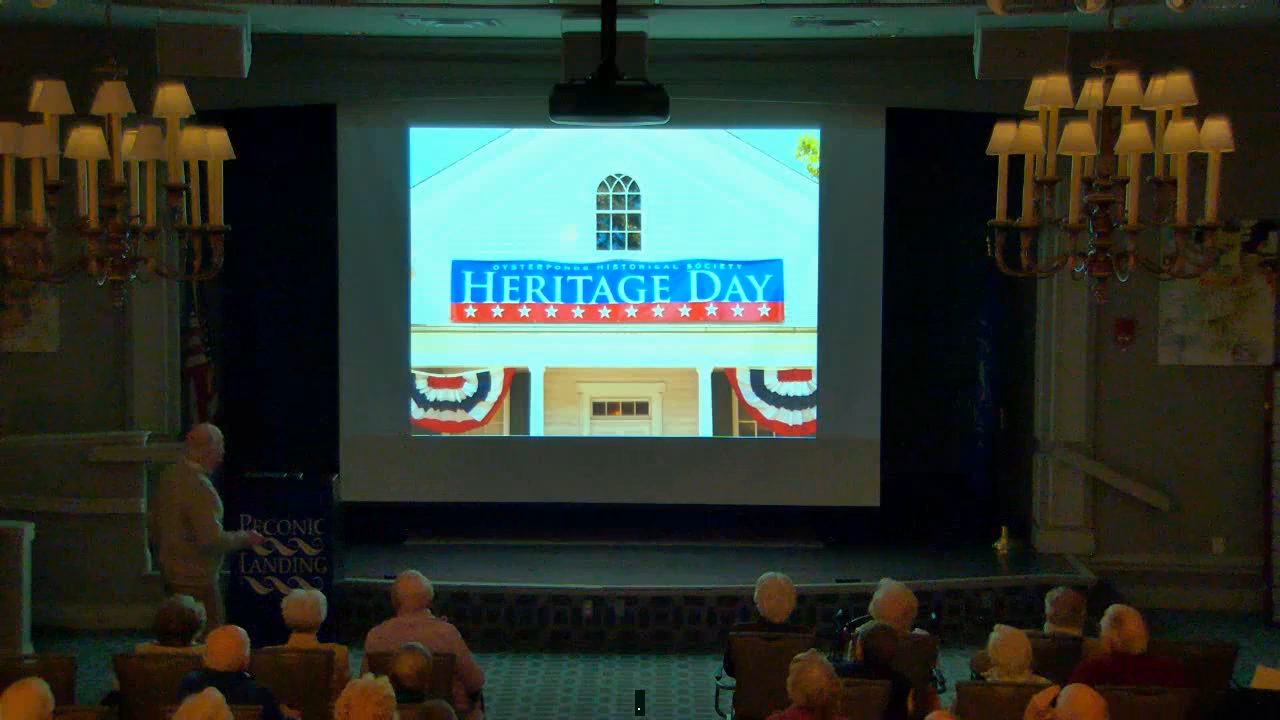 OYSTERPONDS HISTORICAL SOCIETY
HERITAGE DAY
PECONIC
LANDING